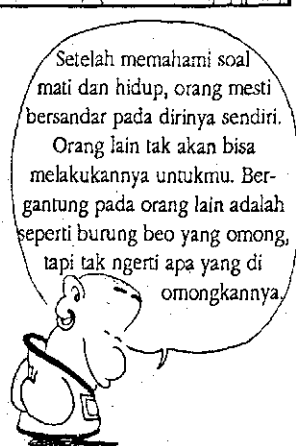 Setelah memahami soal
mati dan hidup, orang mesti
bersandar pada dirinya sendiri.
Orang lain tak akan bisa
melakukannya untukmu. Ber-
gantung pada orang lain adalah
seperti burung beo yang omong,
tapi tak ngerti apa yang di
omongkannya.